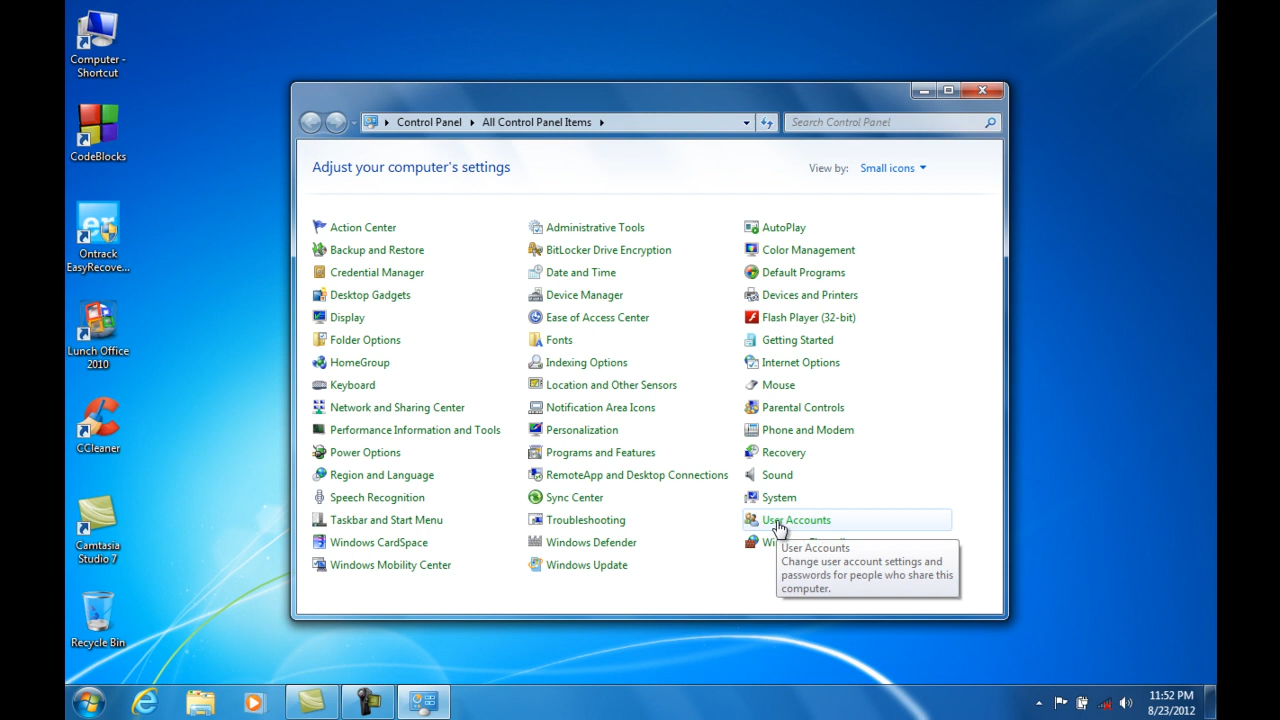 Computer -
Shortcut
CodeBlocks
Ontrack
EasyRecove...
Lunch Office
2010
CCleaner
Camtasia
Studio 7
Recycle Bin
Control Panel
All Control Panel Items
Search Control Panel
Adjust your computer's settings
View by:
Small icons
Action Center
Administrative Tools
AutoPlay
Backup and Restore
BitLocker Drive Encryption
Color Management
Credential Manager
Date and Time
Default Programs
Desktop Gadgets
Device Manager
Devices and Printers
Display
Ease of Access Center
Flash Player (32-bit)
Folder Options
Fonts
Getting Started
HomeGroup
Indexing Options
Internet Options
Keyboard
Location and Other Sensors
Mouse
Network and Sharing Center
Notification Area Icons
Parental Controls
Performance Information and Tools
Personalization
Phone and Modem
Power Options
Programs and Features
Recovery
Region and Language
RemoteApp and Desktop Connections
Sound
Speech Recognition
Sync Center
System
Taskbar and Start Menu
Troubleshooting
User Accounts
Windows CardSpace
Windows Defender
Windows Mobility Center
Windows Update
User Accounts
Change user account settings and
passwords for people who share this
computer.
11:52 PM
8/23/2012